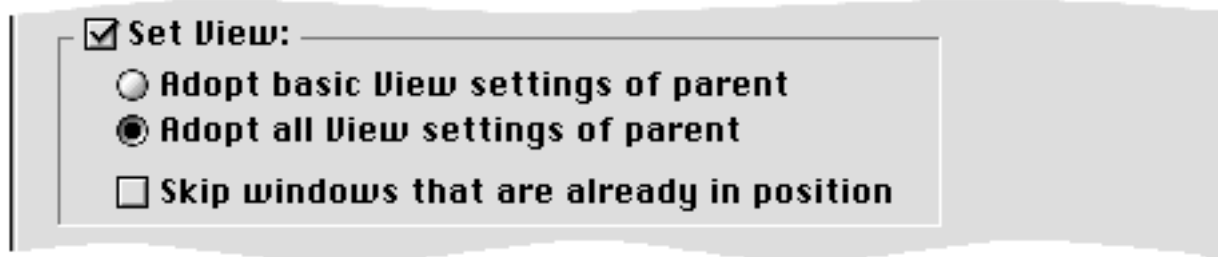 Set View:
Adopt basic View settings of parent
Adopt all View settings of parent
Skip windows that are already in position